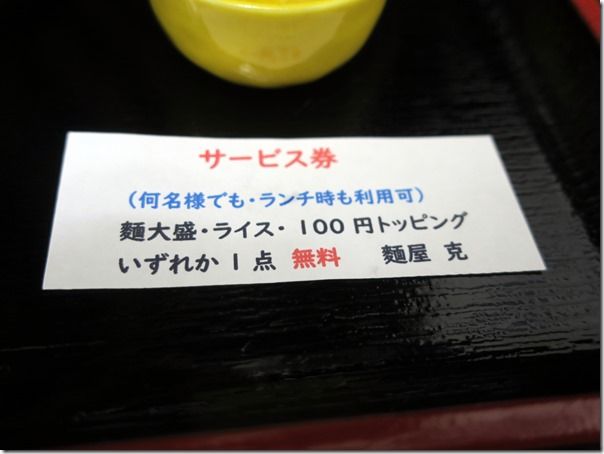 サービス券
(何名様でも・ランチ時も利用可)
麺大盛・ライス・100円トッピング
いずれか1点 無料 麺屋 克